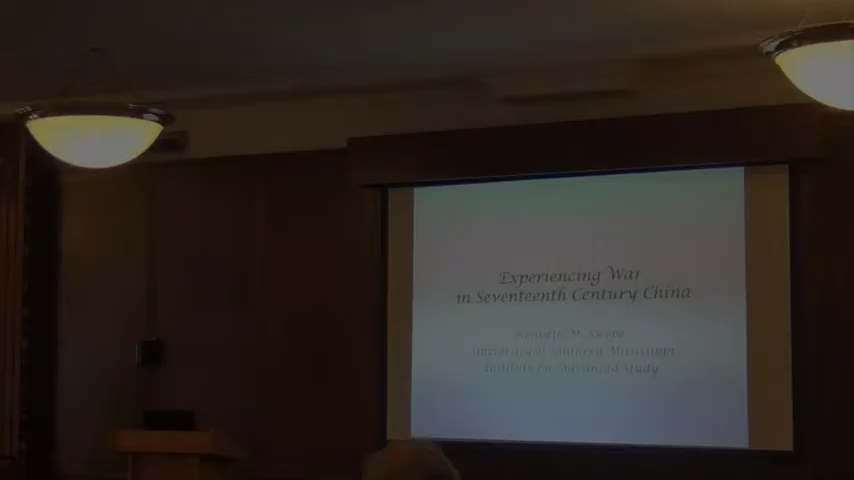 Experiencing War
in Seventeenth Century China
Kenneth M. Swope
University of Southern Mississippi
Institute for Advanced Study